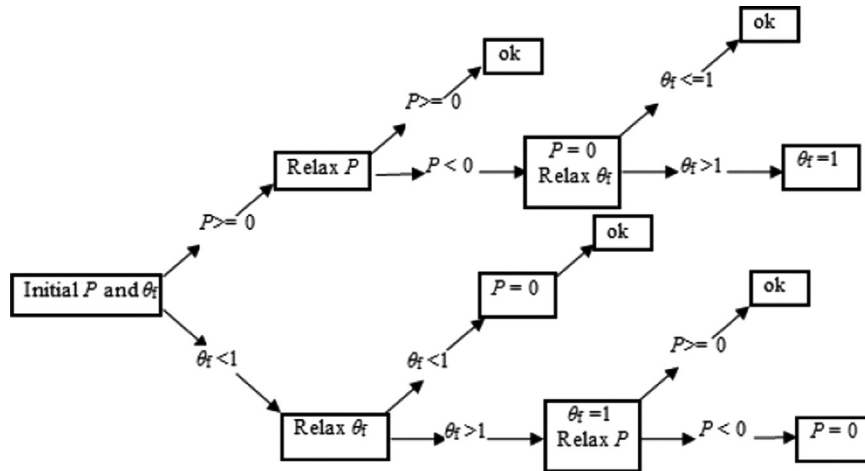 ok
ok
P>= 0
θf <=1
Relax P
P < 0
P = 0
Relax θf
θf >1
θf =1
P>= 0
ok
Initial P and θf
P = 0
ok
θf <1
θf <1
P>= 0
Relax θf
θf >1
θf =1
Relax P
P < 0
P = 0